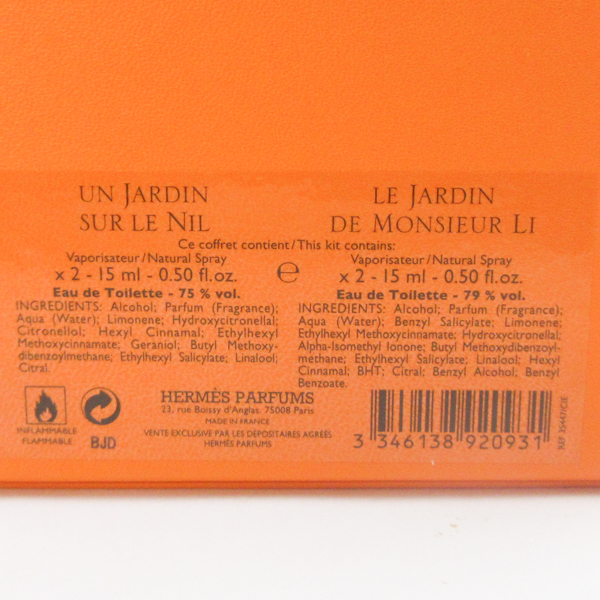 UN JARDIN
SUR LE NIL
LE JARDIN
DE MONSIEUR LI
Ce coffret contient/This kit contains:
Vaporisateur/Natural Spray
x 2 - 15 ml - 0.50 fl.oz.
Eau de Toilette - 75 % vol.
℮
Vaporisateur/Natural Spray
x 2 - 15 ml - 0.50 fl.oz.
Eau de Toilette - 79 % vol.
INGREDIENTS: Alcohol; Parfum (Fragrance);
Aqua (Water); Limonene; Hydroxycitronellal;
Citronellol; Hexyl Cinnamal; Ethylhexyl
Methoxycinnamate; Geraniol; Butyl Methoxy-
dibenzoylmethane; Ethylhexyl Salicylate; Linalool;
Citral.
INGREDIENTS: Alcohol; Parfum (Fragrance);
Aqua (Water); Benzyl Salicylate; Limonene;
Ethylhexyl Methoxycinnamate; Hydroxycitronellal;
Alpha-Isomethyl Ionone; Butyl Methoxydibenzoyl-
methane; Ethylhexyl Salicylate; Linalool; Hexyl
Cinnamal; BHT; Citral; Benzyl Alcohol; Benzyl
Benzoate.
INFLAMMABLE
FLAMMABLE
BJD
HERMÈS PARFUMS
23, rue Boissy d'Anglas. 75008 Paris
MADE IN FRANCE
VENTE EXCLUSIVE PAR LES DÉPOSITAIRES AGRÉÉS
HERMÈS PARFUMS
3 346138 920931